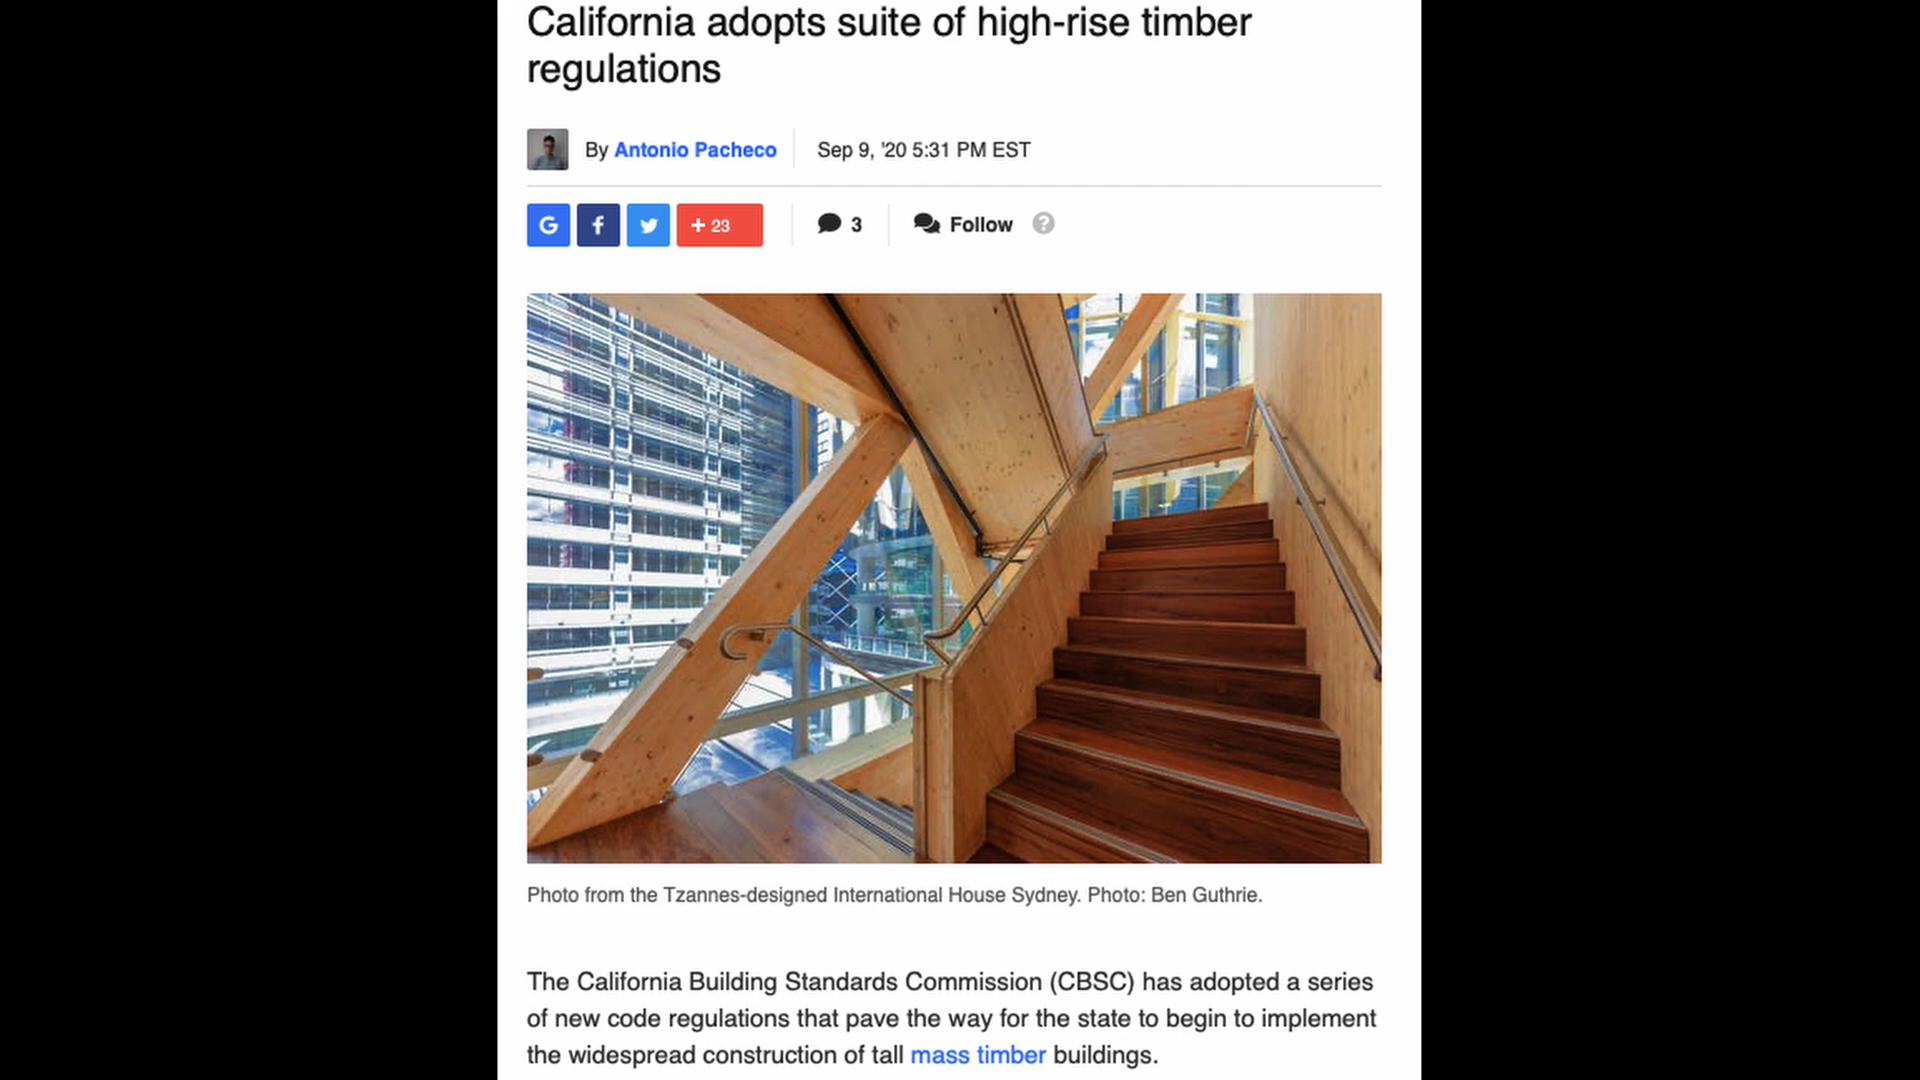 California adopts suite of high-rise timber
regulations
By Antonio Pacheco
Sep 9, '20 5:31 PM EST
G f + 23
3
Follow ?
Photo from the Tzannes-designed International House Sydney. Photo: Ben Guthrie.
The California Building Standards Commission (CBSC) has adopted a series
of new code regulations that pave the way for the state to begin to implement
the widespread construction of tall mass timber buildings.